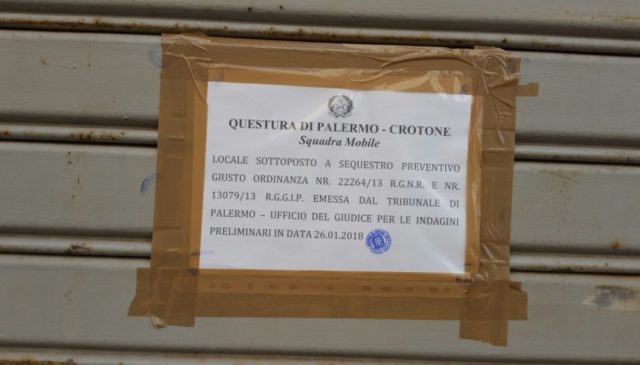 QUESTURA DI PALERMO - CROTONE
Squadra Mobile
LOCALE SOTTOPOSTO A SEQUESTRO PREVENTIVO
GIUSTO ORDINANZA NR. 22264/13 R.G.N.R. E NR.
13079/13 R.G.G.I.P. EMESSA DAL TRIBUNALE DI
PALERMO – UFFICIO DEL GIUDICE PER LE INDAGINI
PRELIMINARI IN DATA 26.01.2018